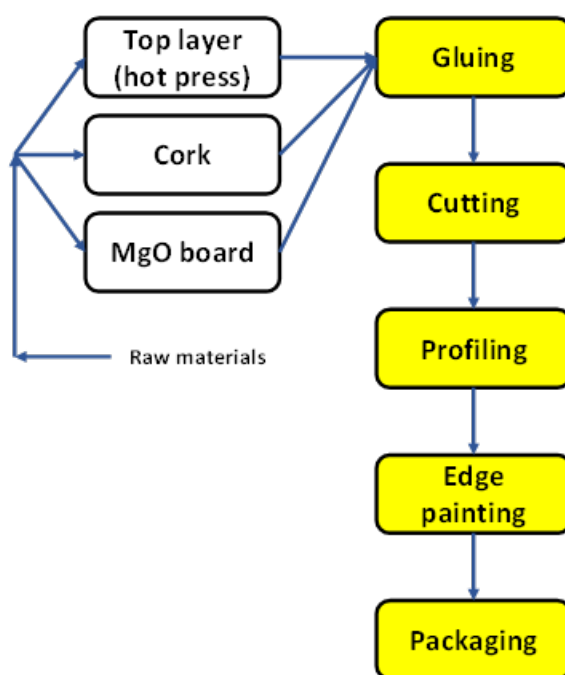 Top layer
(hot press)
Cork
MgO board
Raw materials
Gluing
Cutting
Profiling
Edge
painting
Packaging